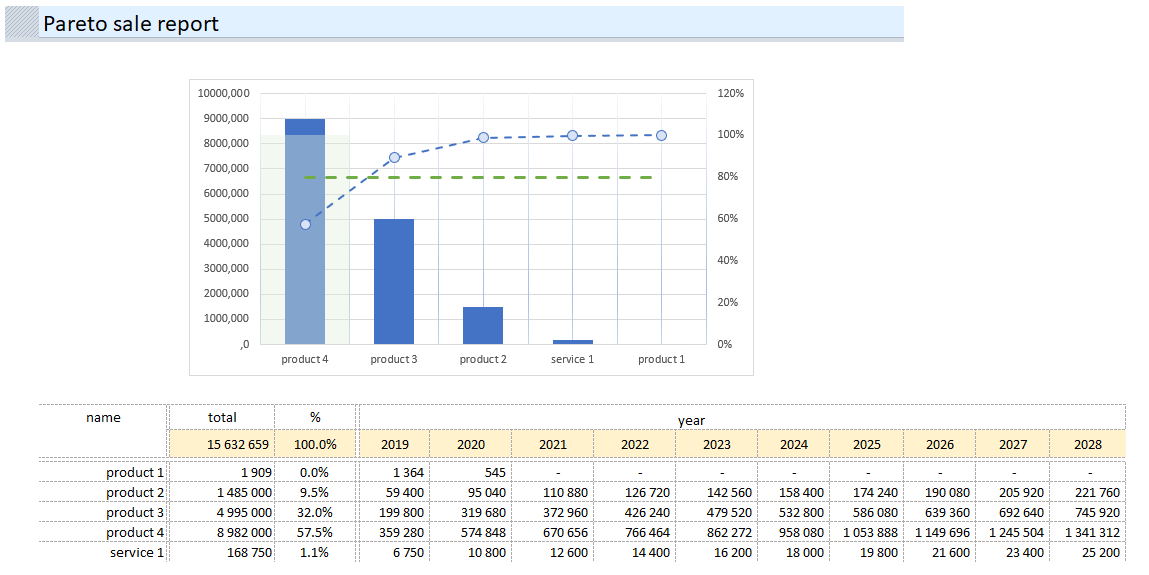 Pareto sale report
10000,000 120%
9000,000
8000,000 100%
7000,000 80%
6000,000
5000,000 60%
4000,000 40%
3000,000
2000,000 20%
1000,000
,0 0%
product 4 product 3 product 2 service 1 product 1
name total % year
15 632 659 100.0% 2019 2020 2021 2022 2023 2024 2025 2026 2027 2028
product 1 1 909 0.0% 1 364 545 - - - - - - - -
product 2 1 485 000 9.5% 59 400 95 040 110 880 126 720 142 560 158 400 174 240 190 080 205 920 221 760
product 3 4 995 000 32.0% 199 800 319 680 372 960 426 240 479 520 532 800 586 080 639 360 692 640 745 920
product 4 8 982 000 57.5% 359 280 574 848 670 656 766 464 862 272 958 080 1 053 888 1 149 696 1 245 504 1 341 312
service 1 168 750 1.1% 6 750 10 800 12 600 14 400 16 200 18 000 19 800 21 600 23 400 25 200